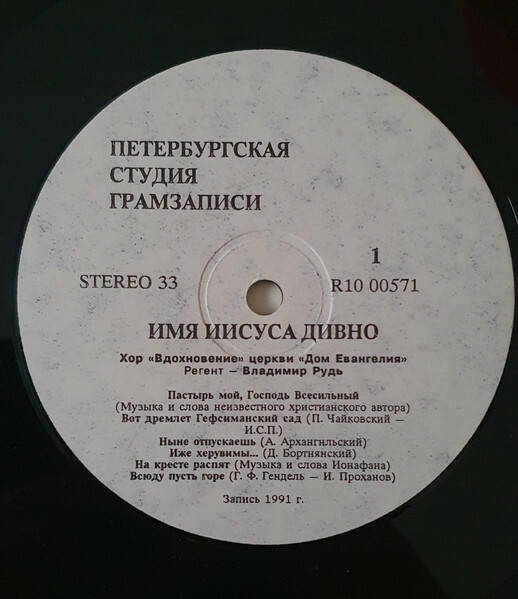 ПЕТЕРБУРГСКАЯ
СТУДИЯ
ГРАМЗАПИСИ
1
STEREO 33
R10 00571
ИМЯ ИИСУСА ДИВНО
Хор «Вдохновение» церкви «Дом Евангелия»
Регент – Владимир Рудь
Пастырь мой, Господь Всесильный
(Музыка и слова неизвестного христианского автора)
Вот дремлет Гефсиманский сад (П. Чайковский –
И.С.П.)
Ныне отпускаешь (А. Архангильский)
Иже херувимы... (Д. Бортнянский)
На кресте распят (Музыка и слова Ионафана)
Всюду пусть горе (Г. Ф. Гендель – И. Проханов)
Запись 1991 г.